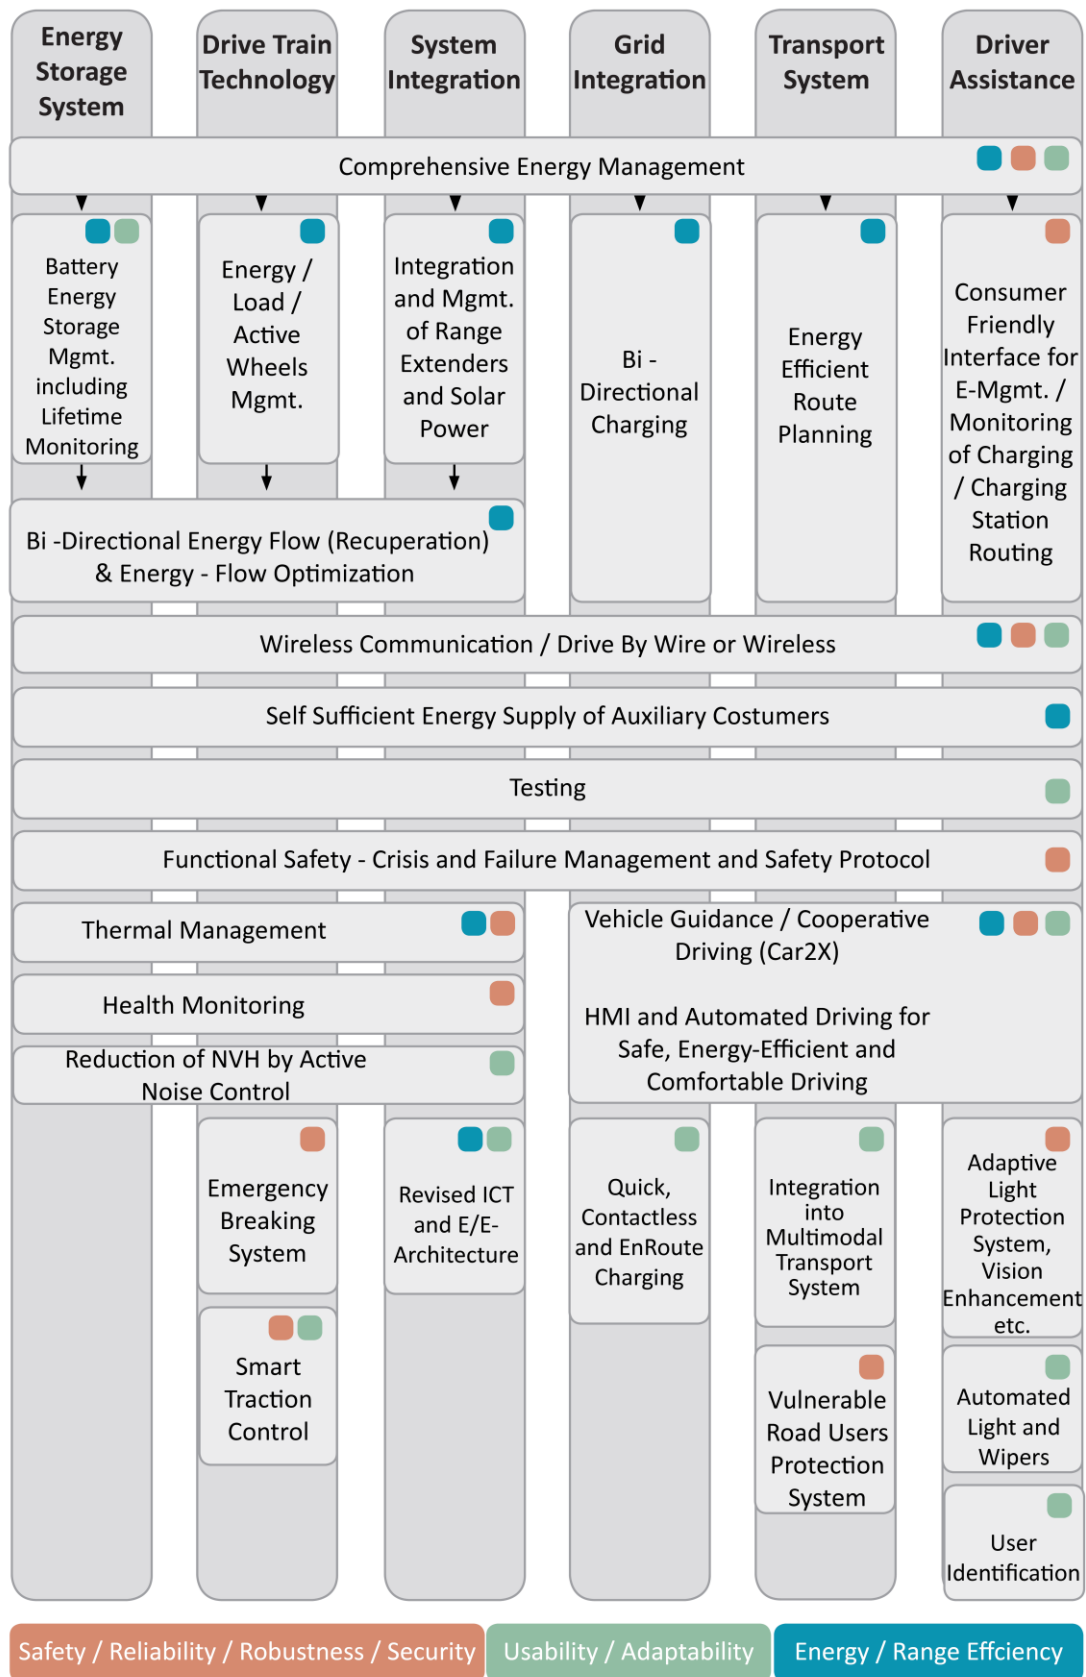 Energy
Storage
System
Drive Train
Technology
System
Integration
Grid
Integration
Transport
System
Driver
Assistance
Comprehensive Energy Management
Battery
Energy
Storage
Mgmt.
including
Lifetime
Monitoring
Energy /
Load /
Active
Wheels
Mgmt.
Integration
and Mgmt.
of Range
Extenders
and Solar
Power
Bi -
Directional
Charging
Energy
Efficient
Route
Planning
Consumer
Friendly
Interface for
E-Mgmt. /
Monitoring
of Charging
/ Charging
Station
Routing
Bi -Directional Energy Flow (Recuperation)
& Energy - Flow Optimization
Wireless Communication / Drive By Wire or Wireless
Self Sufficient Energy Supply of Auxiliary Costumers
Testing
Functional Safety - Crisis and Failure Management and Safety Protocol
Thermal Management
Health Monitoring
Reduction of NVH by Active
Noise Control
Vehicle Guidance / Cooperative
Driving (Car2X)
HMI and Automated Driving for
Safe, Energy-Efficient and
Comfortable Driving
Emergency
Breaking
System
Smart
Traction
Control
Revised ICT
and E/E-
Architecture
Quick,
Contactless
and EnRoute
Charging
Integration
into
Multimodal
Transport
System
Vulnerable
Road Users
Protection
System
Adaptive
Light
Protection
System,
Vision
Enhancement
etc.
Automated
Light and
Wipers
User
Identification
Safety / Reliability / Robustness / Security
Usability / Adaptability
Energy / Range Effciency